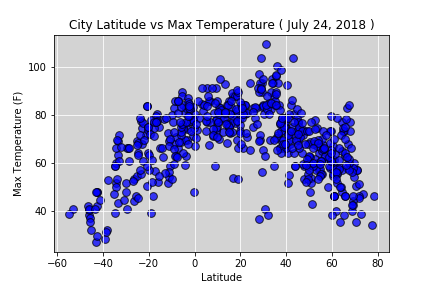 City Latitude vs Max Temperature ( July 24, 2018 )
Max Temperature (F)
100
80
60
40
−60 −40 −20 0 20 40 60 80
Latitude